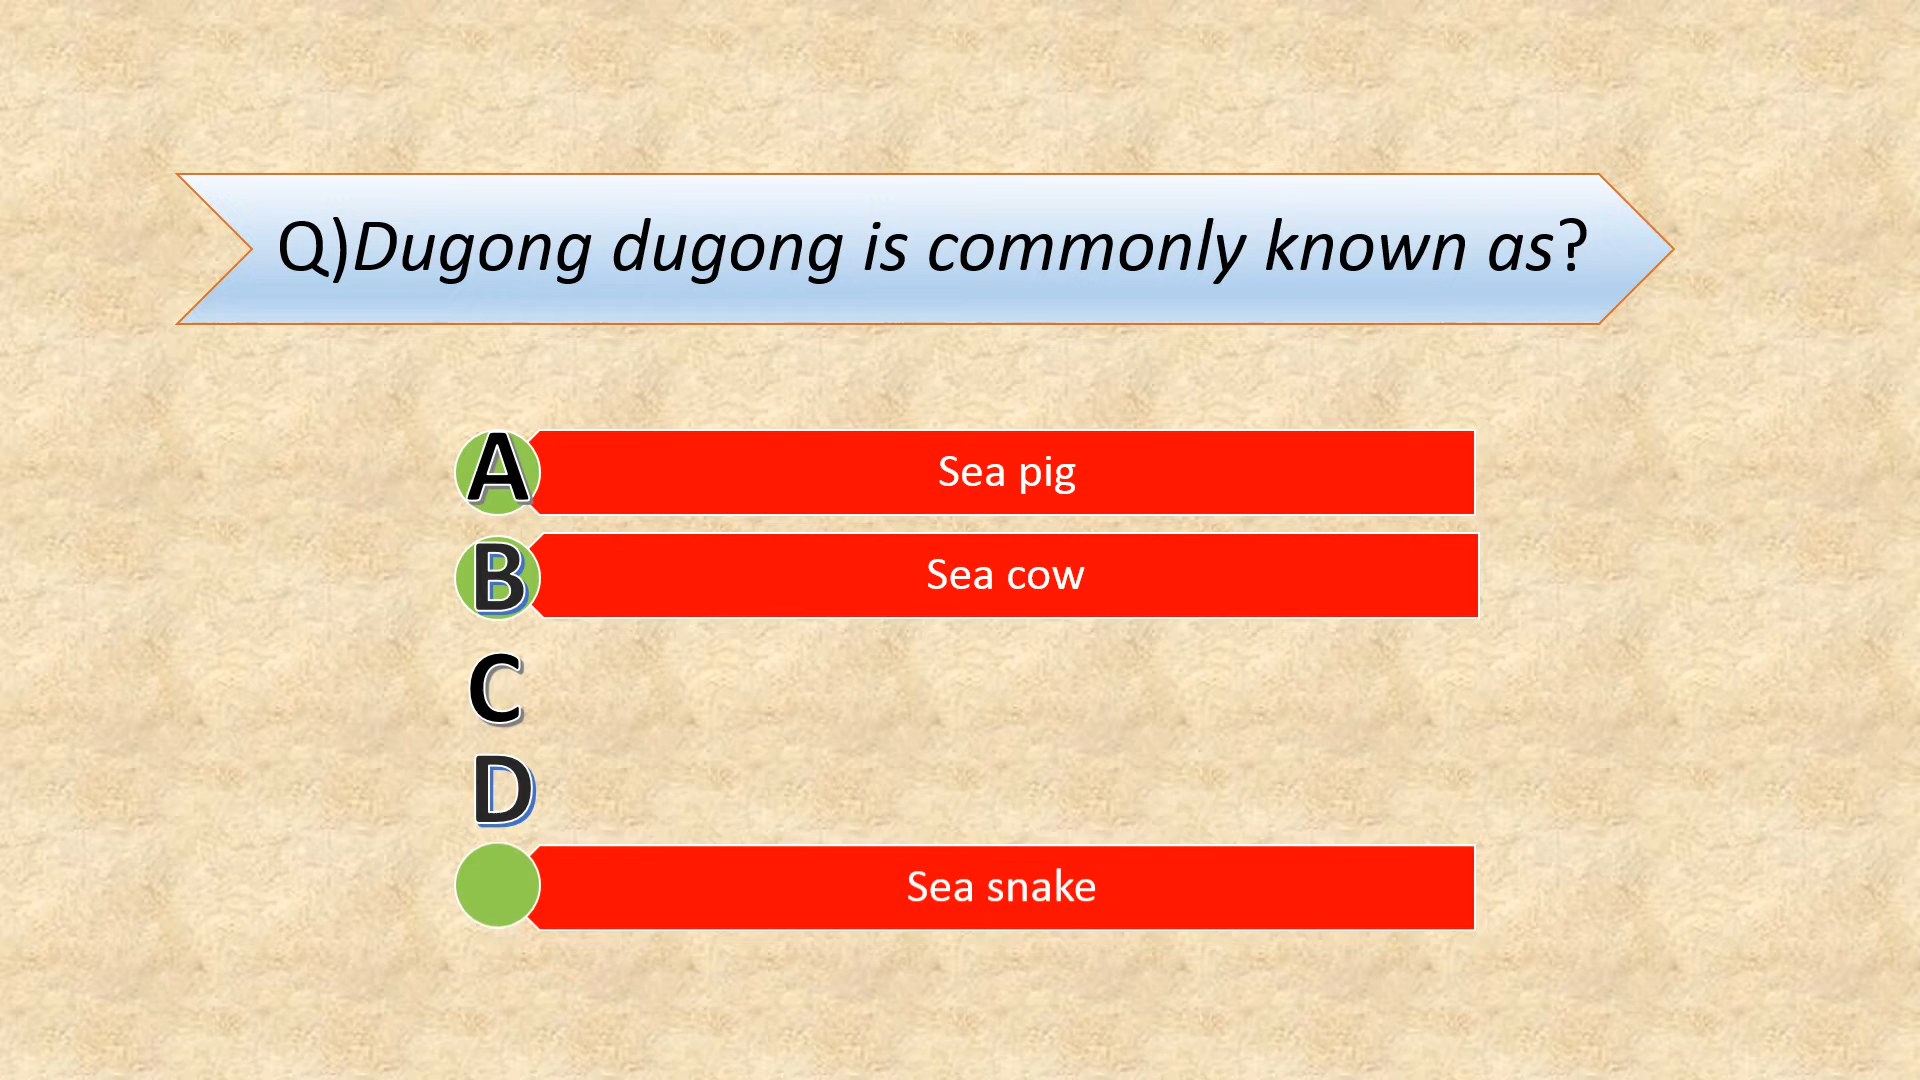 Q)Dugong dugong is commonly known as?
A Sea pig
B Sea cow
C
D
Sea snake